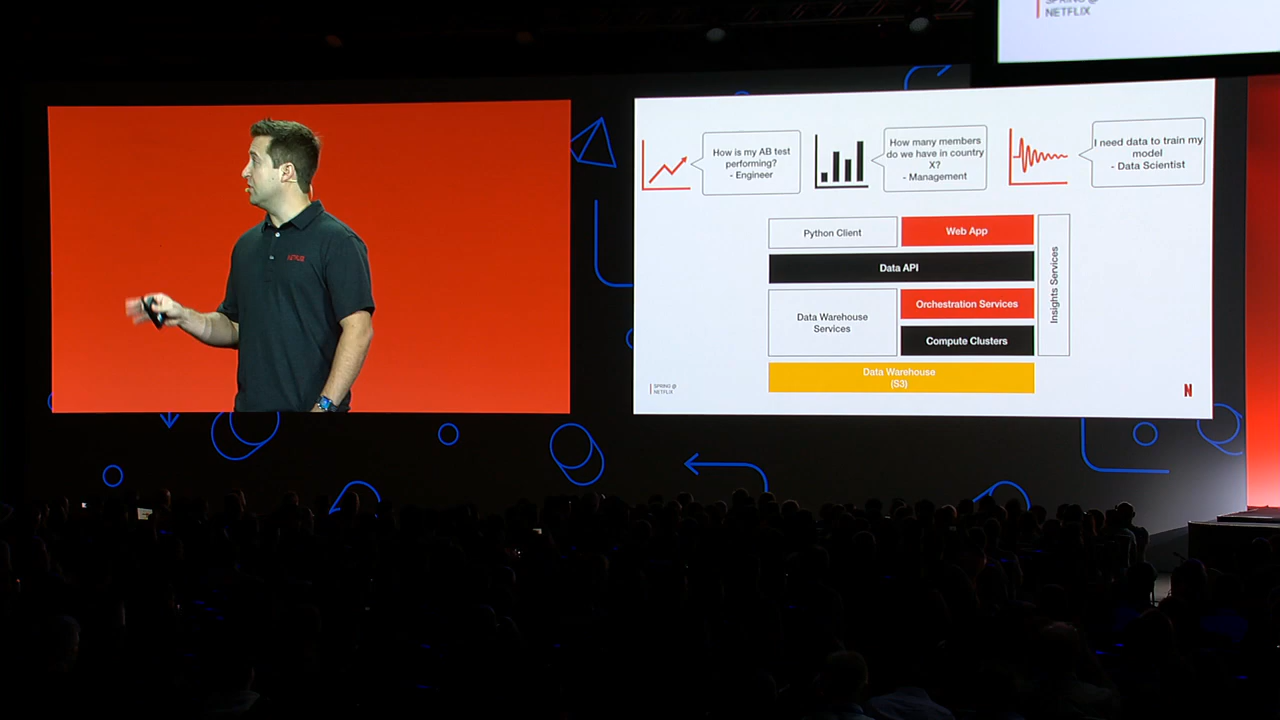 NETFLIX
NETFLIX
How is my AB test
performing?
- Engineer
How many members
do we have in country
X?
- Management
I need data to train my
model
- Data Scientist
Python Client
Web App
Data API
Data Warehouse
Services
Orchestration Services
Compute Clusters
Insights Services
Data Warehouse
(S3)
SPRING @
NETFLIX
N